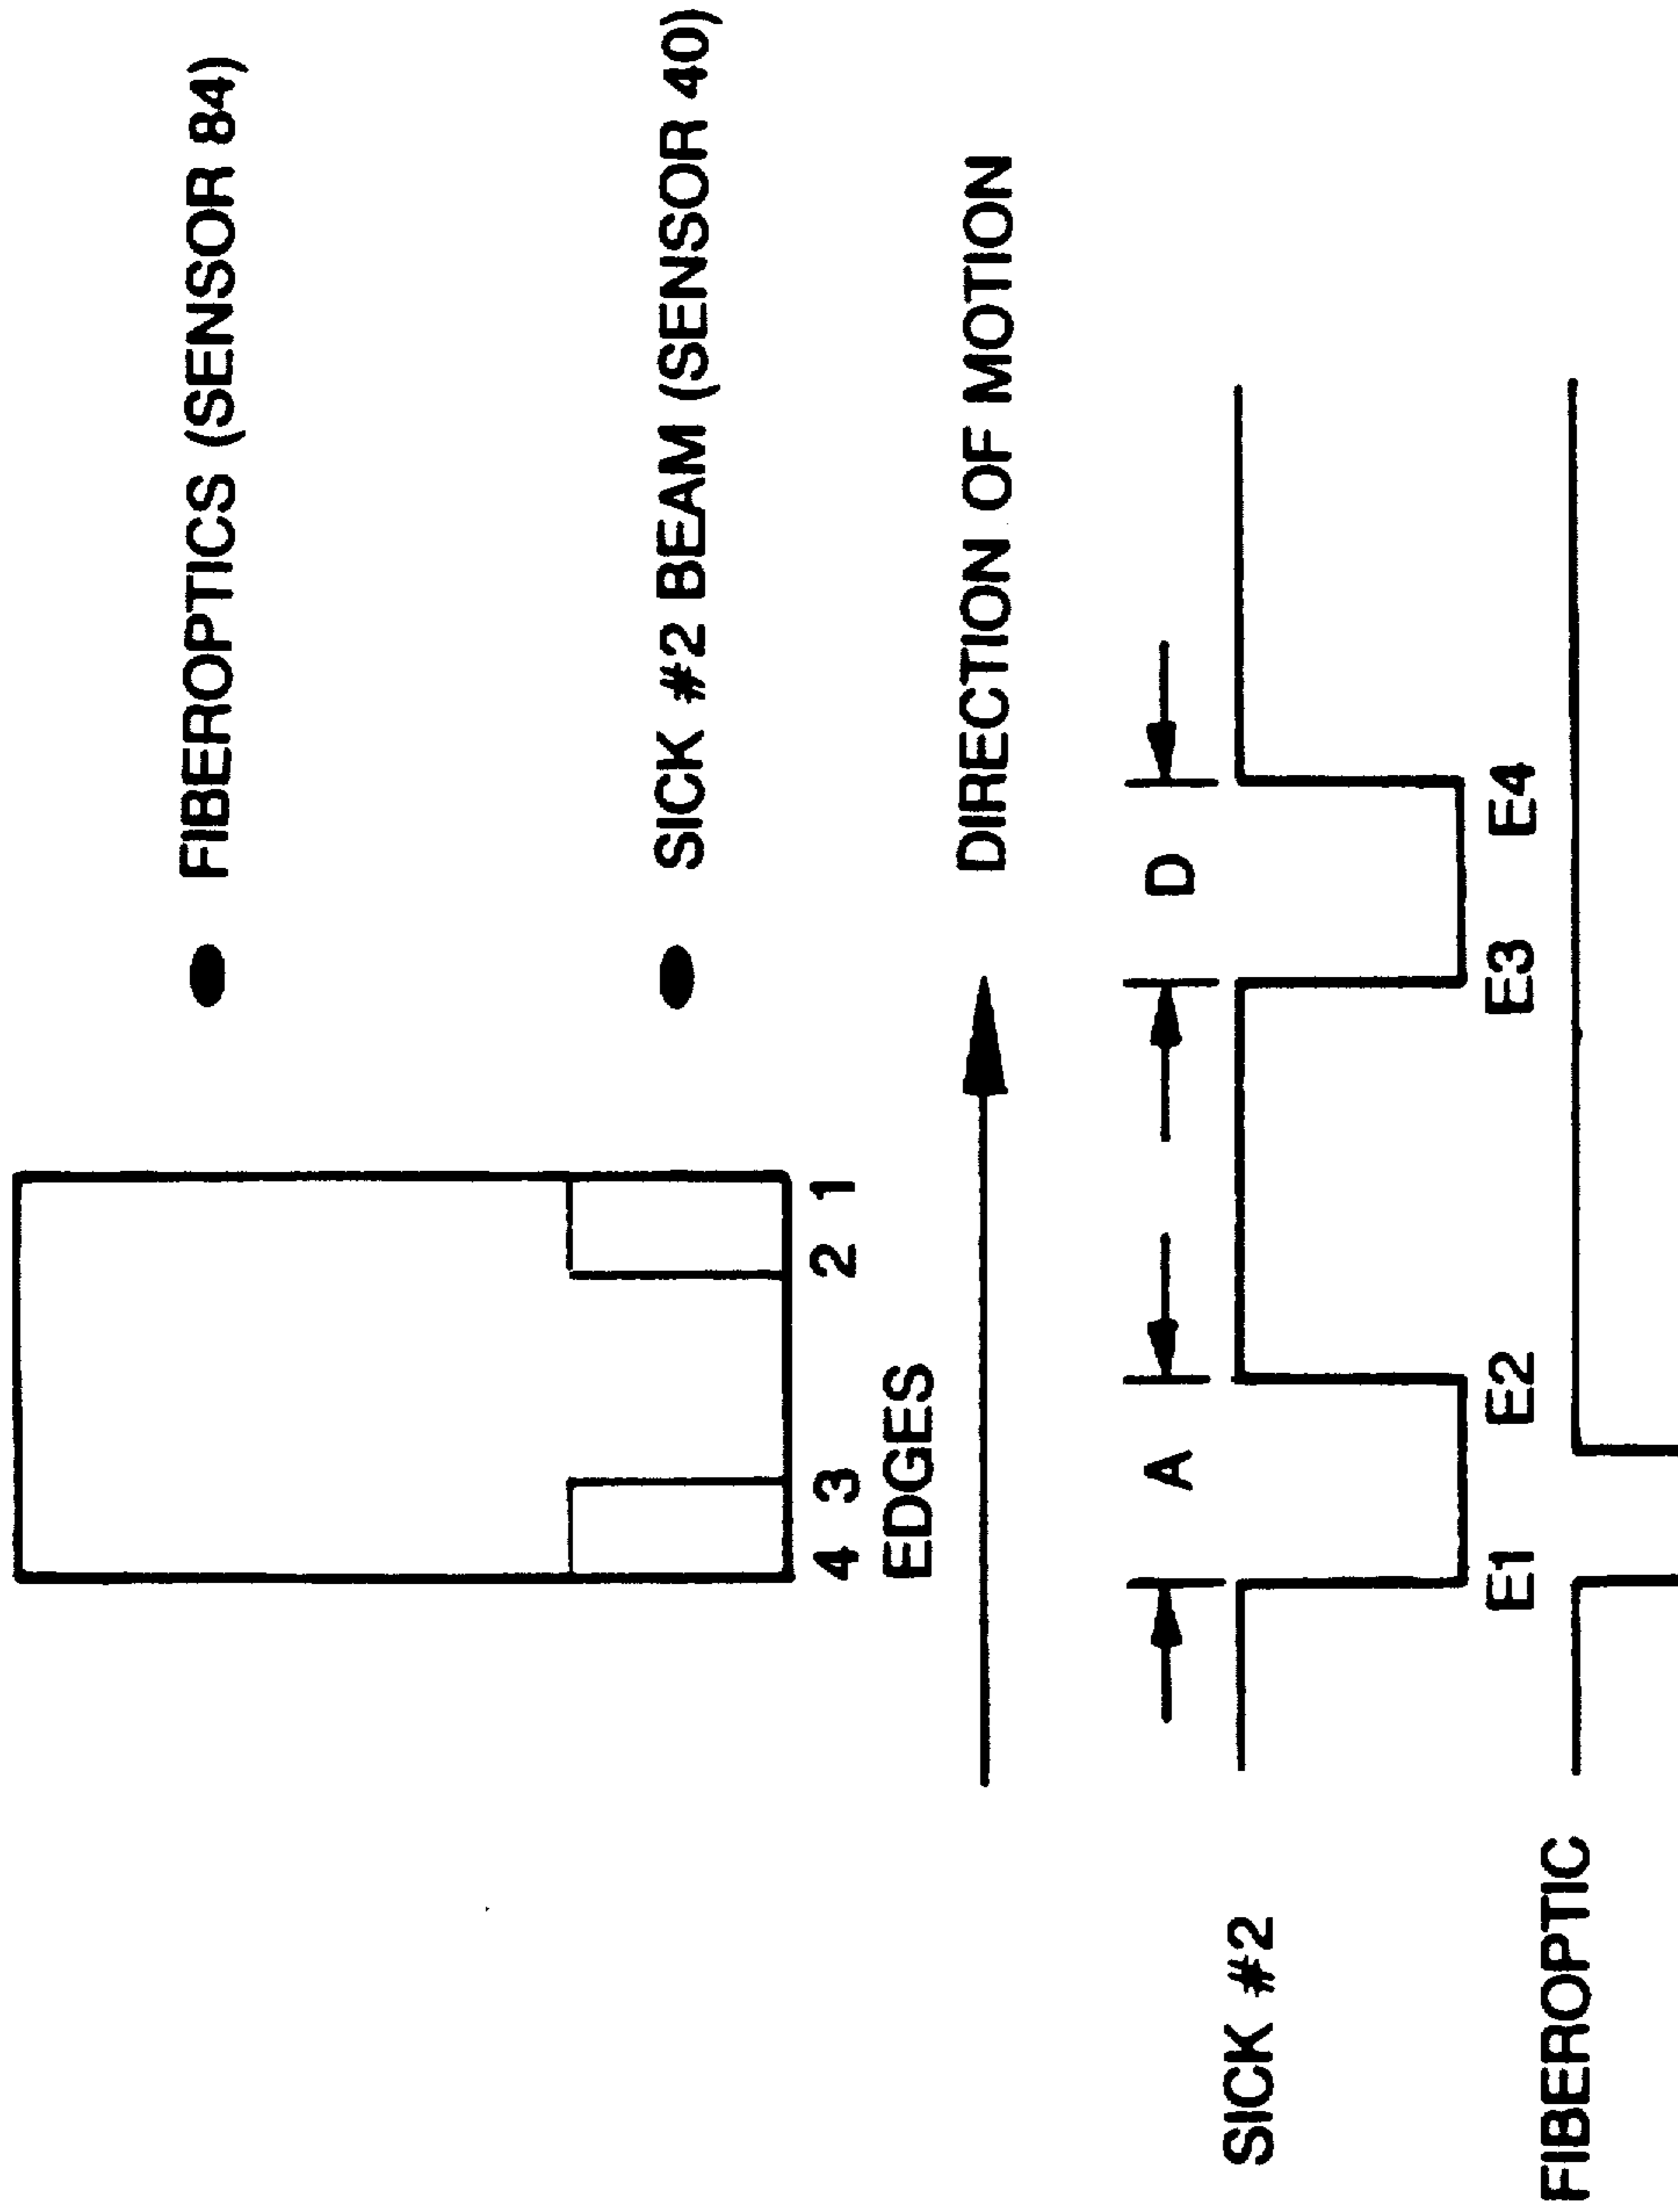 FIBEROPTICS (SENSOR 84)
SICK #2 BEAM (SENSOR 40)
4 3 2 1
EDGES
DIRECTION OF MOTION
A D
SICK #2
E1 E2 E3 E4
FIBEROPTIC